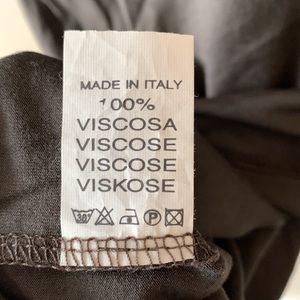 MADE IN ITALY
100%
VISCOSA
VISCOSE
VISCOSE
VISKOSE
30° P